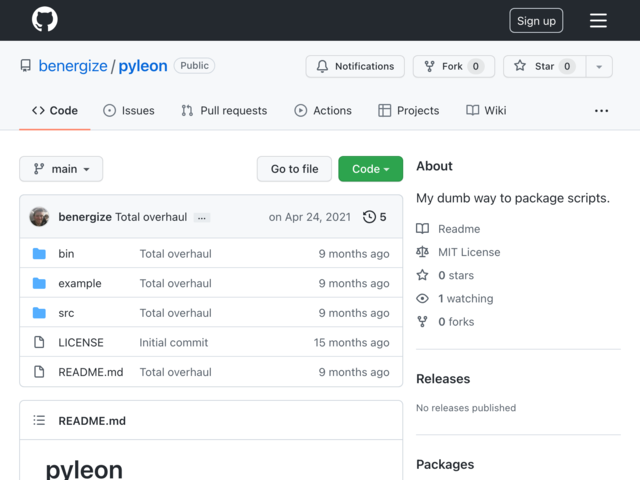 Sign up
benergize / pyleon Public
Notifications Fork 0 Star 0
Code Issues Pull requests Actions Projects Wiki ...
main Go to file Code
benergize Total overhaul ... on Apr 24, 2021 5
bin Total overhaul 9 months ago
example Total overhaul 9 months ago
src Total overhaul 9 months ago
LICENSE Initial commit 15 months ago
README.md Total overhaul 9 months ago
README.md
pyleon
About
My dumb way to package scripts.
Readme
MIT License
0 stars
1 watching
0 forks
Releases
No releases published
Packages